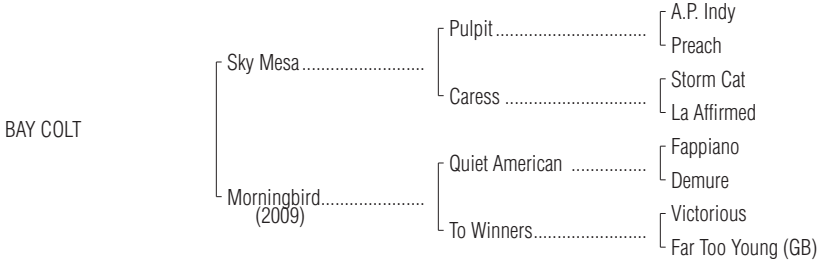 A.P. Indy
Pulpit
Preach
Sky Mesa
Storm Cat
Caress
La Affirmed
BAY COLT
Fappiano
Quiet American
Demure
Morningbird
(2009)
Victorious
To Winners
Far Too Young (GB)